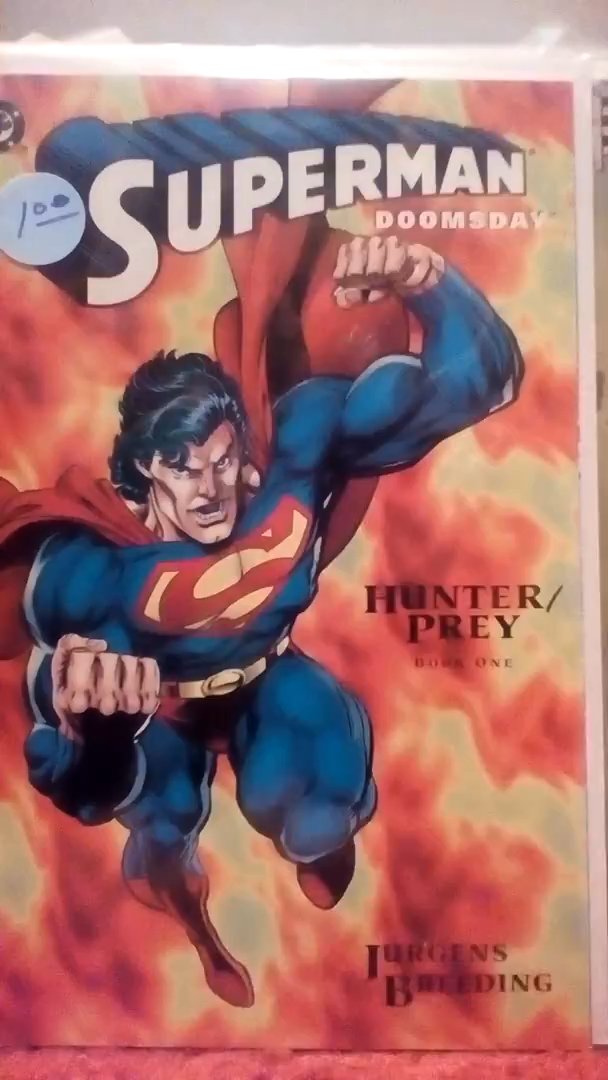 SUPERMAN
DOOMSDAY
100
HUNTER/
PREY
BOOK ONE
JURGENS
BREEDING